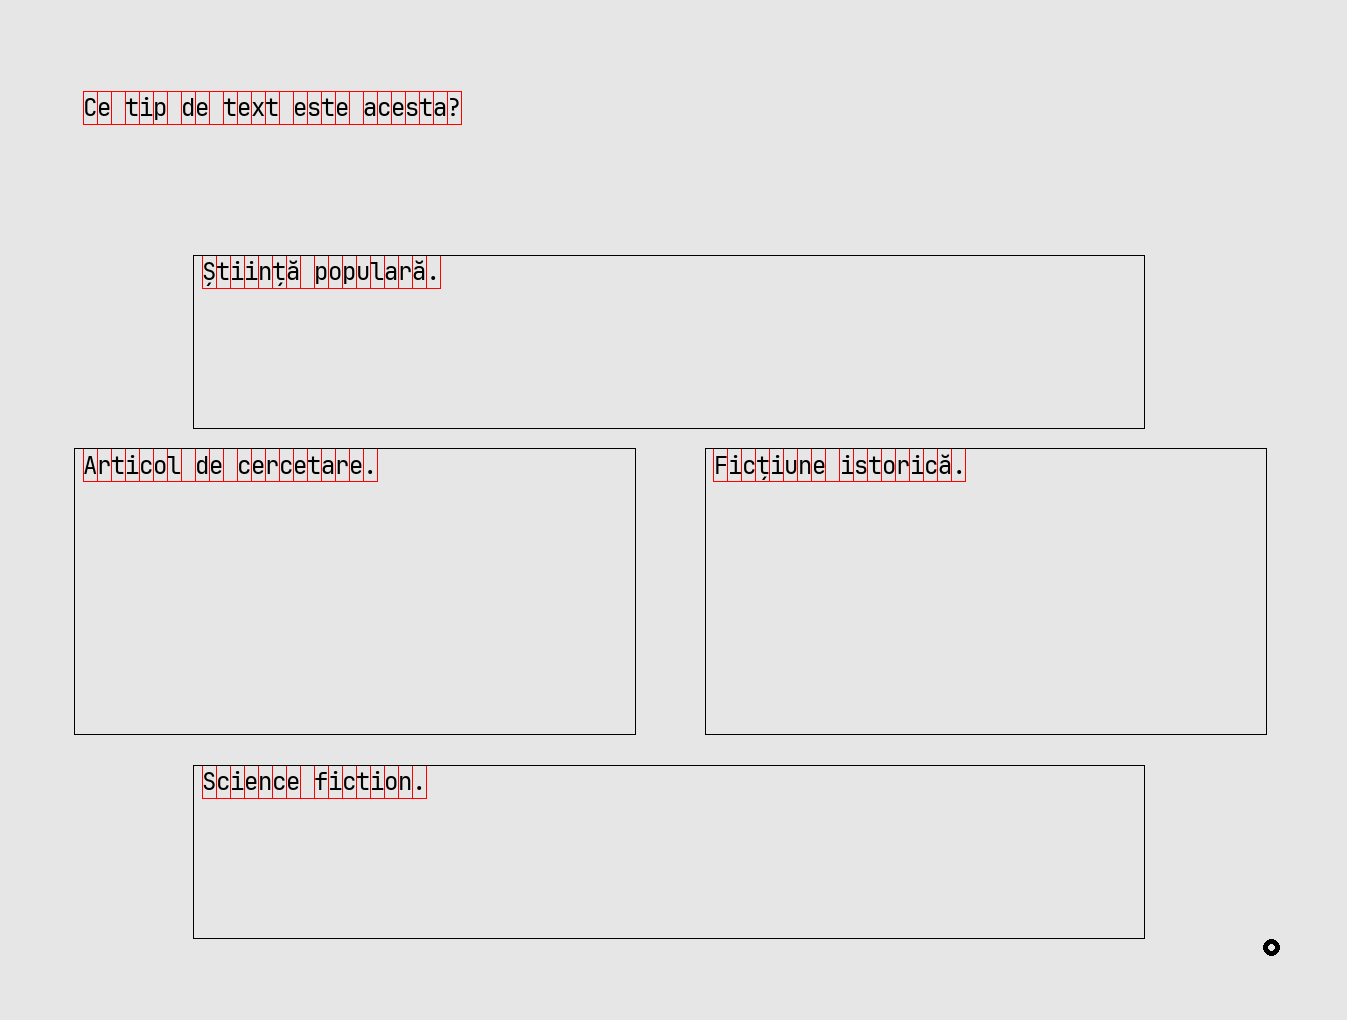 Ce tip de text este acesta?
Știință populară.
Articol de cercetare.
Ficțiune istorică.
Science fiction.